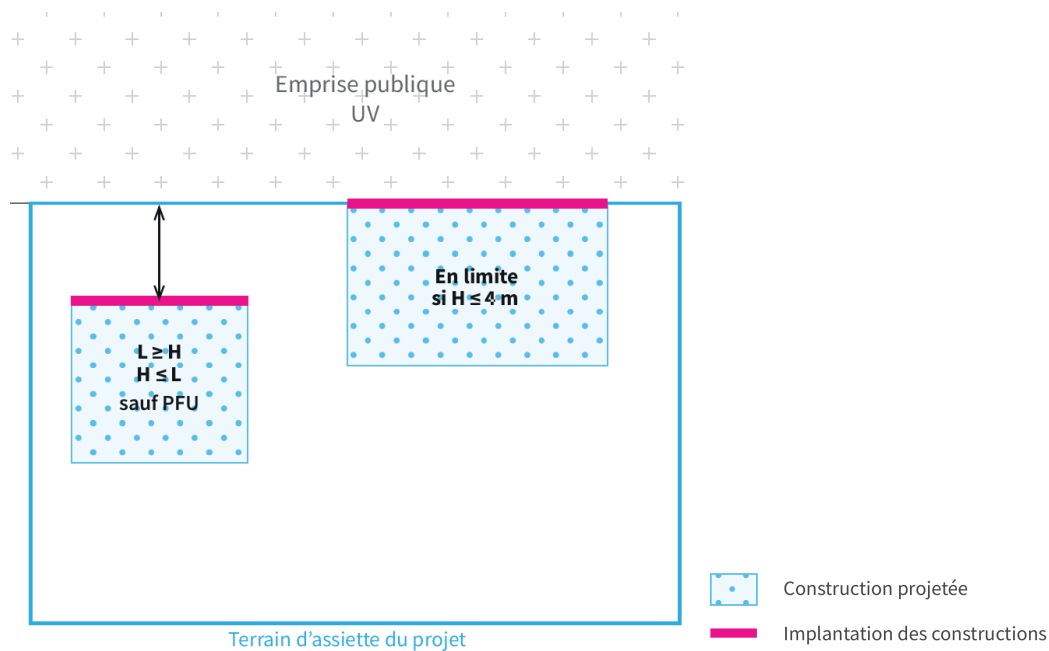 Emprise publique
UV
En limite
si H ≤ 4 m
L ≥ H
H ≤ L
sauf PFU
Construction projetée
Implantation des constructions
Terrain d’assiette du projet